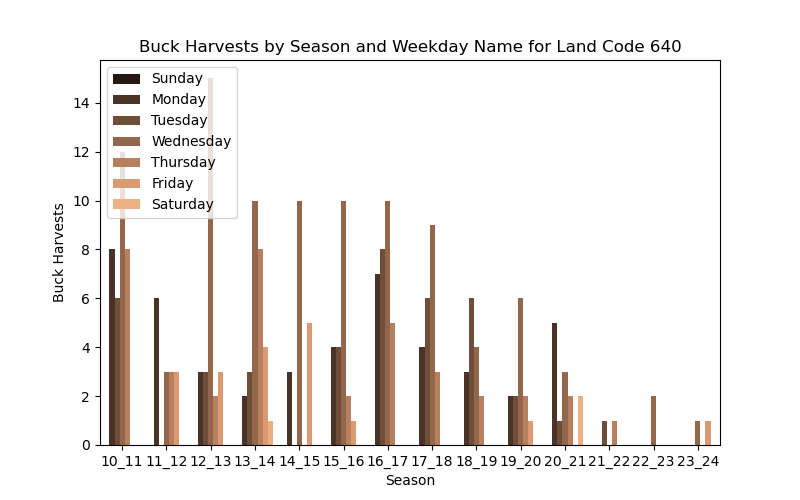 Buck Harvests by Season and Weekday Name for Land Code 640
Sunday
Monday
Tuesday
Wednesday
Thursday
Friday
Saturday
14
12
10
8
6
4
2
0
Buck Harvests
10_11 11_12 12_13 13_14 14_15 15_16 16_17 17_18 18_19 19_20 20_21 21_22 22_23 23_24
Season